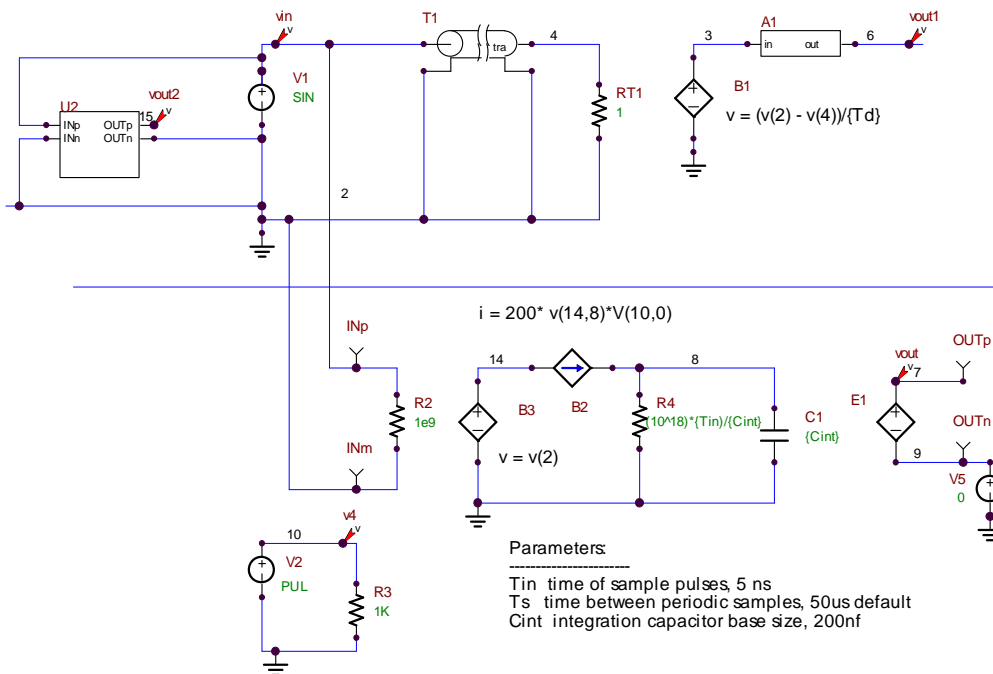 vin
v
T1
4
tra
V1
SIN
U2
vout2
v
15
INp
OUTp
INn
OUTn
RT1
1
3
A1
in
out
6
vout1
v
B1
v = (v(2) - v(4))/{Td}
2
i = 200* v(14,8)*V(10,0)
INp
R2
1e9
INm
14
B3
v = v(2)
B2
8
R4
(10^18)*{Tin}/{Cint}
C1
{Cint}
vout
v
7
OUTp
E1
OUTn
9
V5
0
10
v4
v
V2
PUL
R3
1K
Parameters:
-----------------------
Tin time of sample pulses, 5 ns
Ts time between periodic samples, 50us default
Cint integration capacitor base size, 200nf